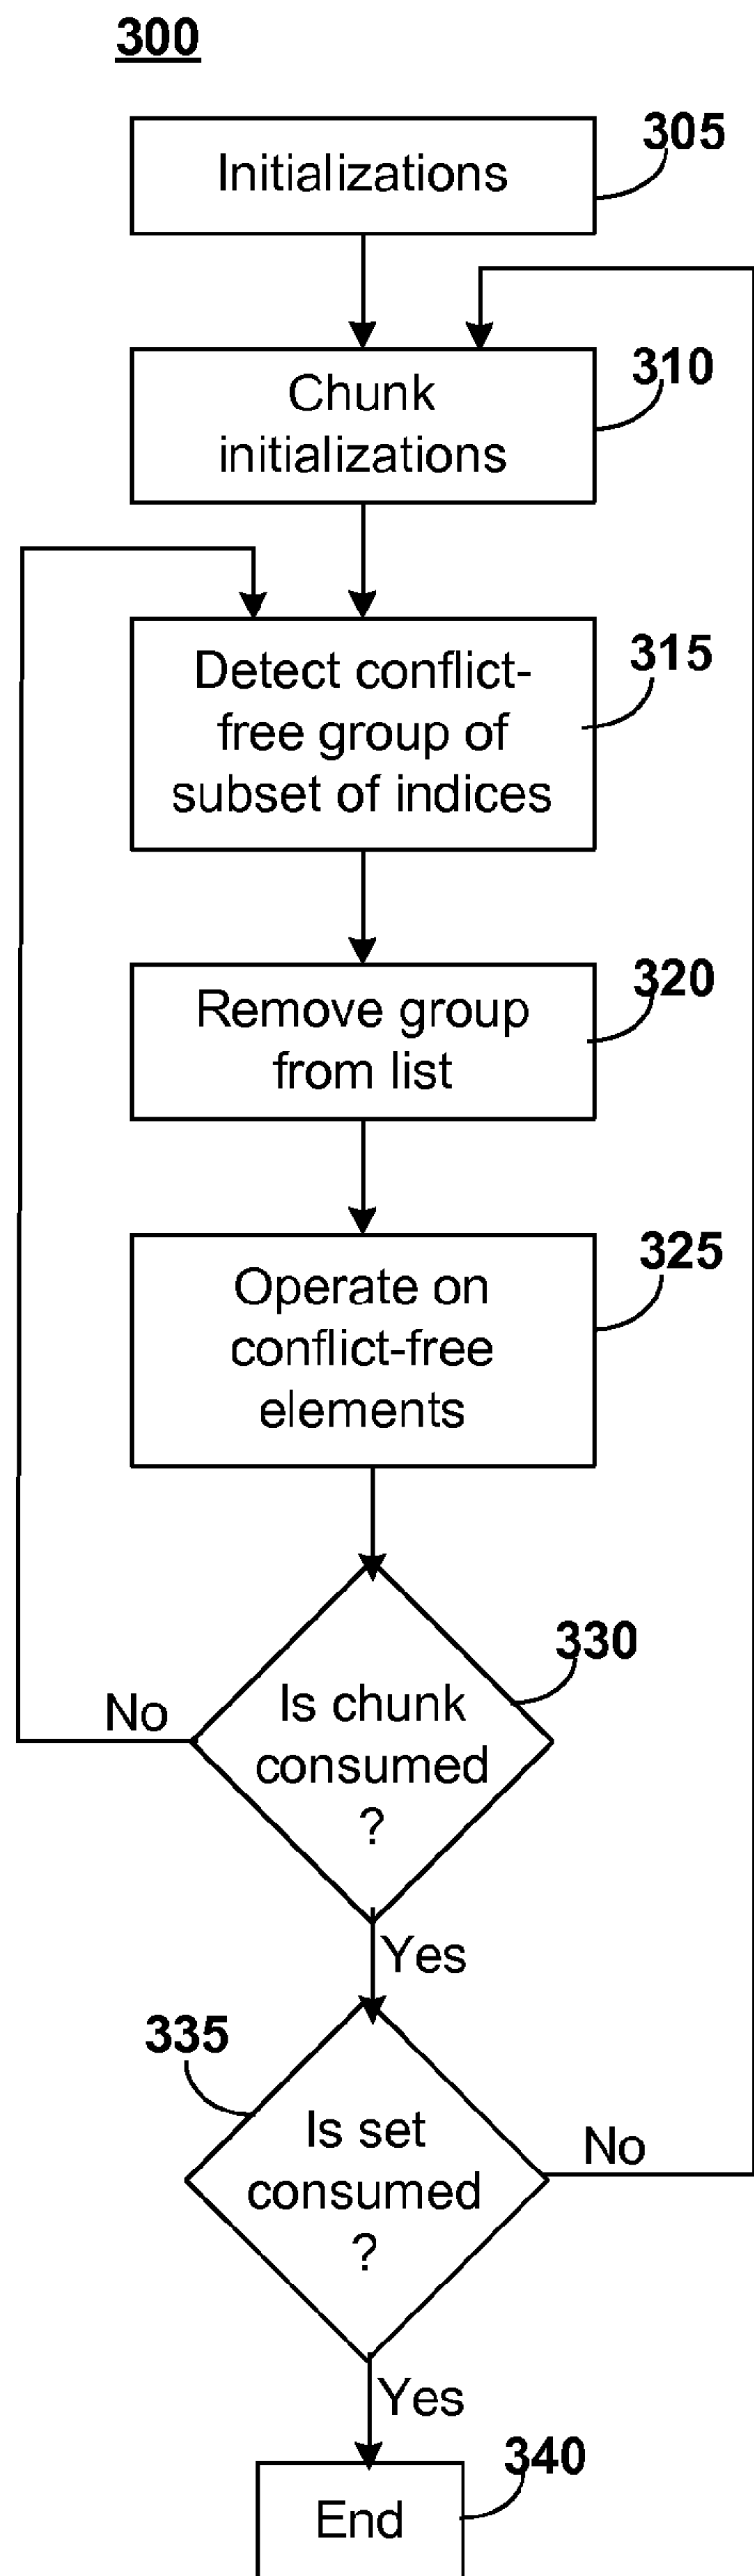 300
305
Initializations
310
Chunk
initializations
315
Detect conflict-
free group of
subset of indices
320
Remove group
from list
325
Operate on
conflict-free
elements
330
Is chunk
consumed
?
No
Yes
335
Is set
consumed
?
No
Yes
340
End